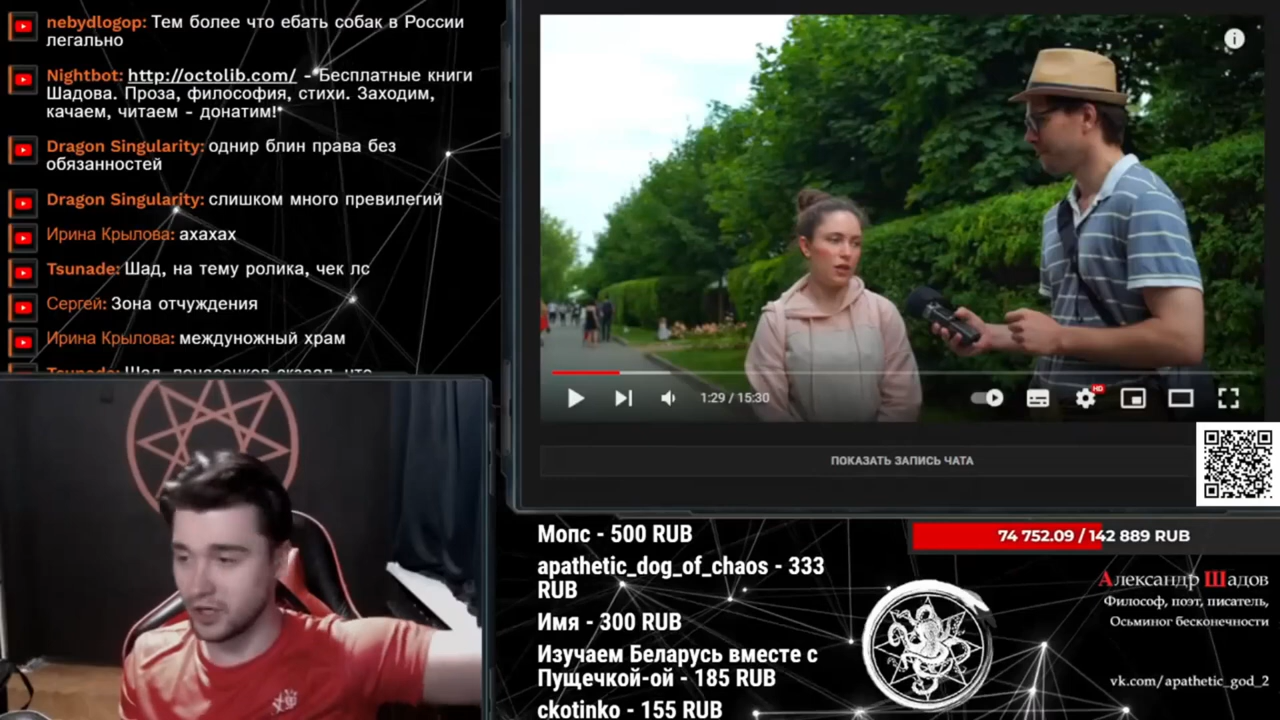 nebydlogop: Тем более что ебать собак в России
легально
Nightbot: http://octolib.com/ - Бесплатные книги
Шадова. Проза, философия, стихи. Заходим,
качаем, читаем - донатим!
Dragon Singularity: однир блин права без
обязанностей
Dragon Singularity: слишком много превилегий
Ирина Крылова: ахахах
Tsunade: Шад, на тему ролика, чек лс
Сергей: Зона отчуждения
Ирина Крылова: междуножный храм
HD
1:29 / 15:30
ПОКАЗАТЬ ЗАПИСЬ ЧАТА
Мопс - 500 RUB
apathetic_dog_of_chaos - 333
RUB
Имя - 300 RUB
Изучаем Беларусь вместе с
Пущечкой-ой - 185 RUB
ckotinko - 155 RUB
74 752.09 / 142 889 RUB
Александр Шадов
Философ, поэт, писатель,
Осьминог бесконечности
vk.com/apathetic_god_2